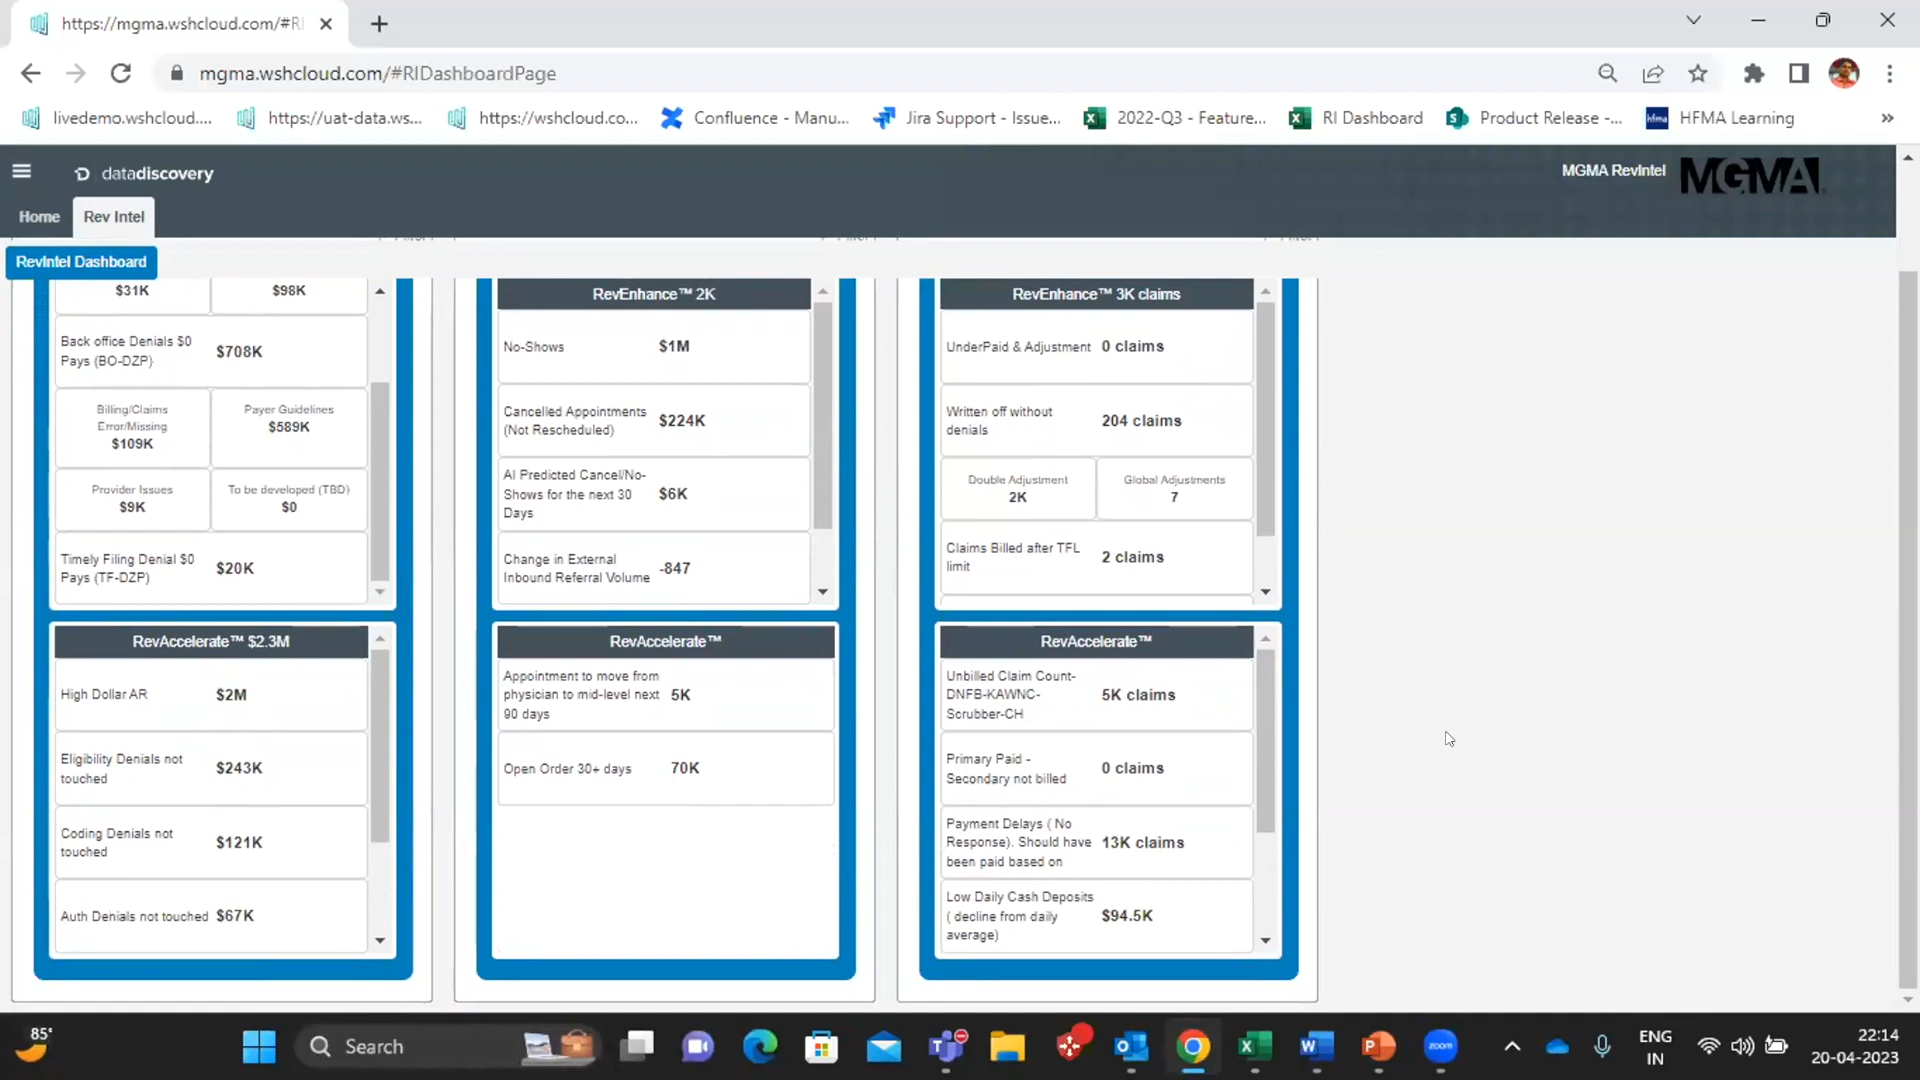 https://mgma.wshcloud.com/#RI
mgma.wshcloud.com/#RIDashboardPage
livedemo.wshcloud....
https://uat-data.ws...
https://wshcloud.co...
Confluence - Manu...
Jira Support - Issue...
2022-Q3 - Feature...
RI Dashboard
Product Release -...
hfma
HFMA Learning
»
datadiscovery
MGMA RevIntel
MGMA
Home
Rev Intel
RevIntel Dashboard
$31K
$98K
Back office Denials $0
Pays (BO-DZP)
$708K
Billing/Claims
Error/Missing
$109K
Payer Guidelines
$589K
Provider Issues
$9K
To be developed (TBD)
$0
Timely Filing Denial $0
Pays (TF-DZP)
$20K
RevAccelerate™ $2.3M
High Dollar AR
$2M
Eligibility Denials not
touched
$243K
Coding Denials not
touched
$121K
Auth Denials not touched
$67K
RevEnhance™ 2K
No-Shows
$1M
Cancelled Appointments
(Not Rescheduled)
$224K
AI Predicted Cancel/No-
Shows for the next 30
Days
$6K
Change in External
Inbound Referral Volume
-847
RevAccelerate™
Appointment to move from
physician to mid-level next
90 days
5K
Open Order 30+ days
70K
RevEnhance™ 3K claims
UnderPaid & Adjustment
0 claims
Written off without
denials
204 claims
Double Adjustment
2K
Global Adjustments
7
Claims Billed after TFL
limit
2 claims
RevAccelerate™
Unbilled Claim Count-
DNFB-KAWNC-
Scrubber-CH
5K claims
Primary Paid -
Secondary not billed
0 claims
Payment Delays ( No
Response). Should have
been paid based on
13K claims
Low Daily Cash Deposits
( decline from daily
average)
$94.5K
85°
Search
zoom
ENG
IN
22:14
20-04-2023